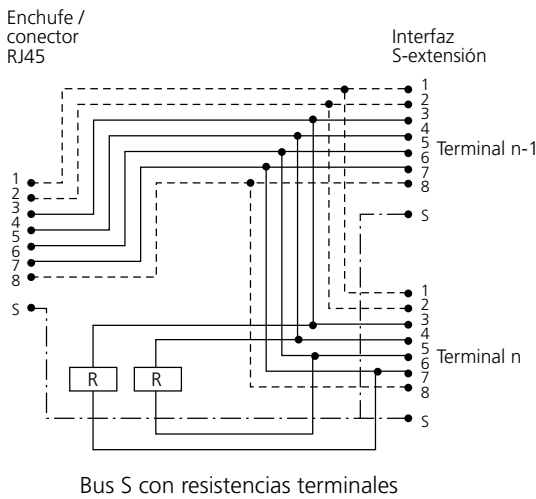 Enchufe /
conector
RJ45
Interfaz
S-extensión
1
2
3
4
5
6
7
8
S
1
2
3
4
5
6
7
8
Terminal n-1
S
1
2
3
4
5
6
7
8
Terminal n
S
R
R
Bus S con resistencias terminales